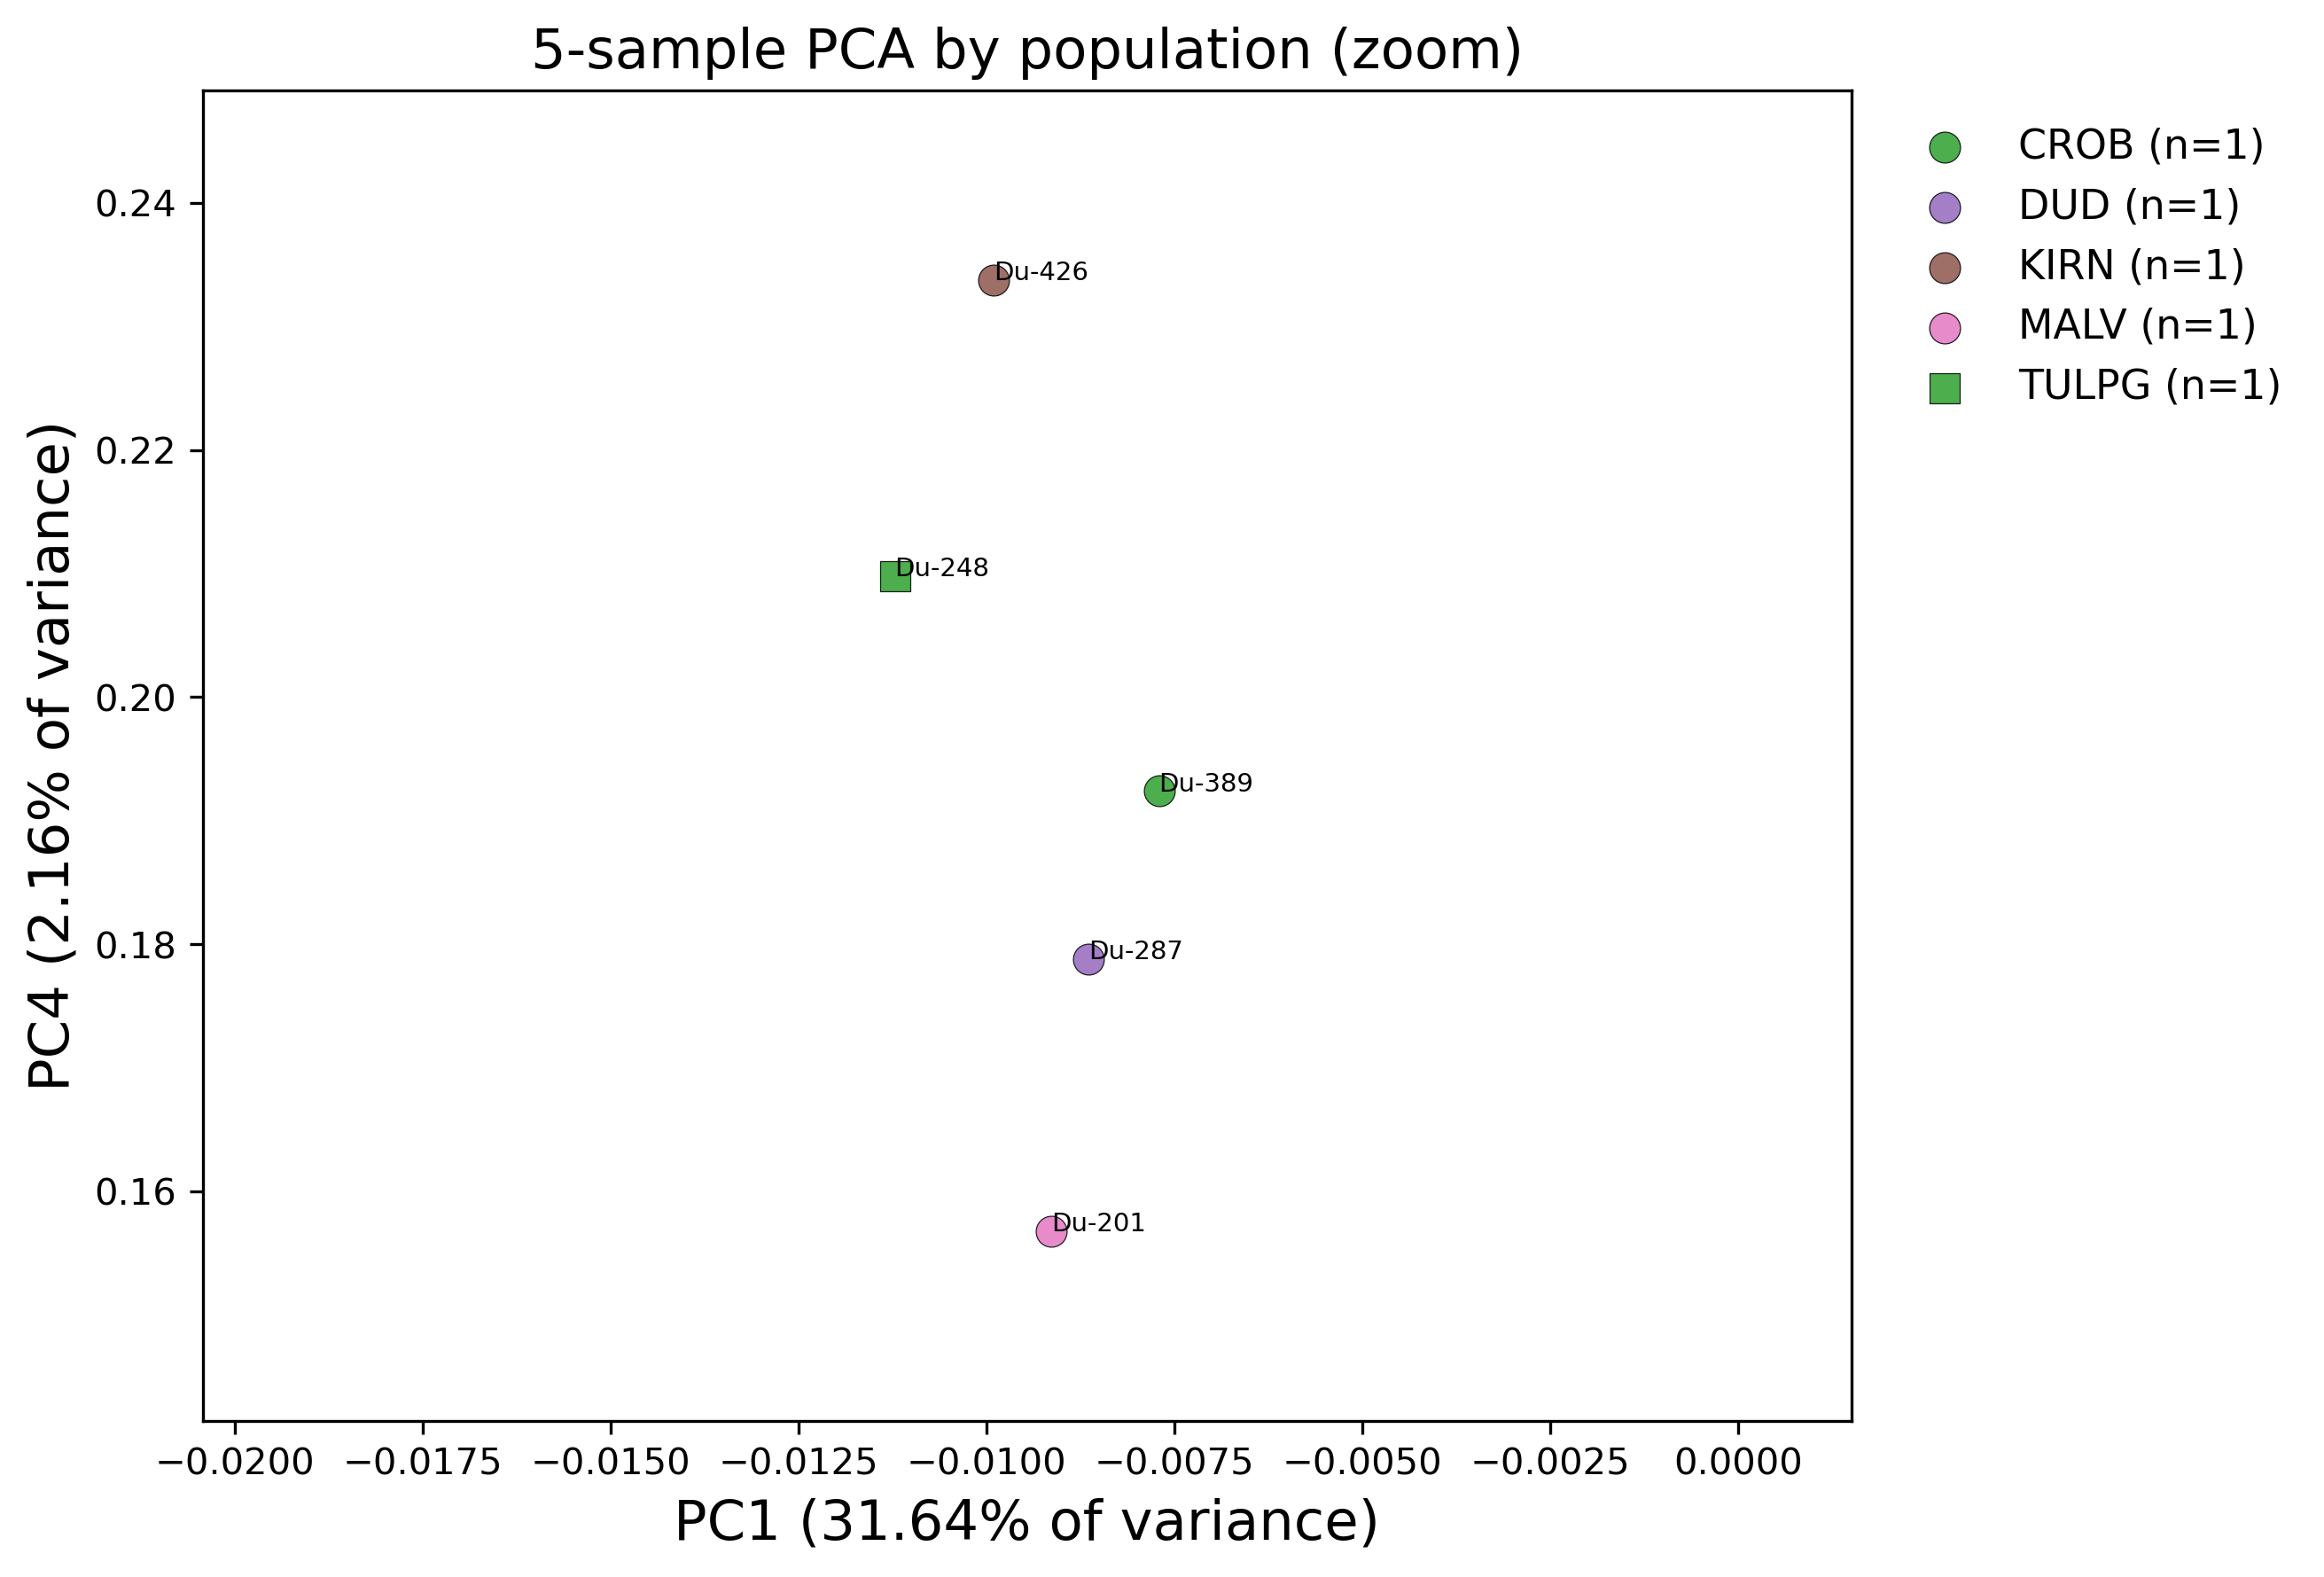 5-sample PCA by population (zoom)
CROB (n=1)
DUD (n=1)
KIRN (n=1)
MALV (n=1)
TULPG (n=1)
PC4 (2.16% of variance)
0.24
0.22
0.20
0.18
0.16
Du-426
Du-248
Du-389
Du-287
Du-201
−0.0200 −0.0175 −0.0150 −0.0125 −0.0100 −0.0075 −0.0050 −0.0025 0.0000
PC1 (31.64% of variance)